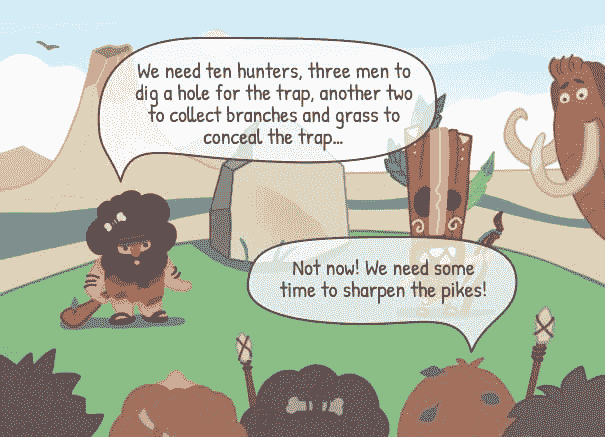 We need ten hunters, three men to
dig a hole for the trap, another two
to collect branches and grass to
conceal the trap...
Not now! We need some
time to sharpen the pikes!